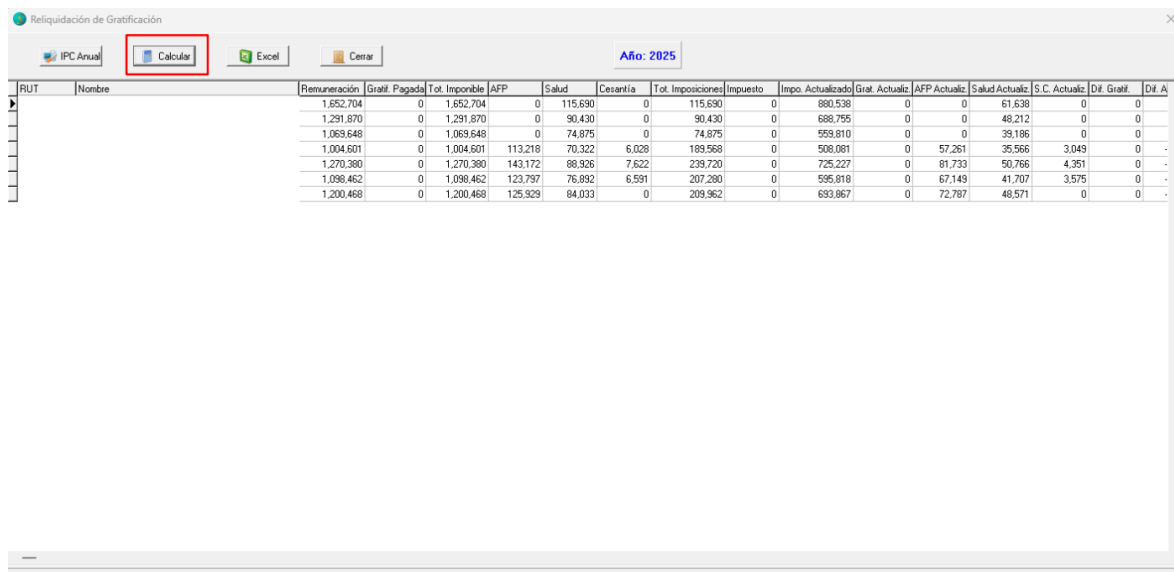 Reliquidación de Gratificación
IPC Anual Calcular Excel Cerrar Año: 2025
RUT Nombre Remuneración Gratif. Pagada Tot. Imponible AFP Salud Cesantía Tot. Imposiciones Impuesto Impo. Actualizado Grat. Actualiz. AFP Actualiz. Salud Actualiz. S.C. Actualiz. Dif. Gratif. Dif. A
1,652,704 0 1,652,704 0 115,690 0 115,690 0 880,538 0 0 61,638 0 0
1,291,870 0 1,291,870 0 90,430 0 90,430 0 688,755 0 0 48,212 0 0
1,069,648 0 1,069,648 0 74,875 0 74,875 0 559,810 0 0 39,186 0 0
1,004,601 0 1,004,601 113,218 70,322 6,028 189,568 0 508,081 0 57,261 35,566 3,049 0 -
1,270,380 0 1,270,380 143,172 88,926 7,622 239,720 0 725,227 0 81,733 50,766 4,351 0 -
1,098,462 0 1,098,462 123,797 76,892 6,591 207,280 0 595,818 0 67,149 41,707 3,575 0 -
1,200,468 0 1,200,468 125,929 84,033 0 209,962 0 693,867 0 72,787 48,571 0 0 -